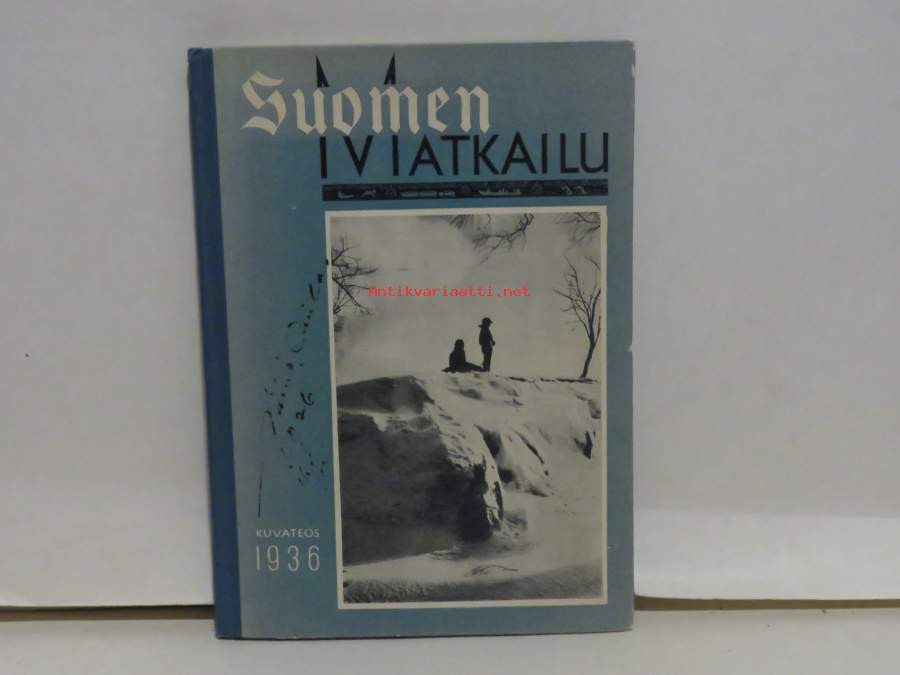 Suomen
MATKAILU
Antikvariaatti.net
KUVATEOS
1936